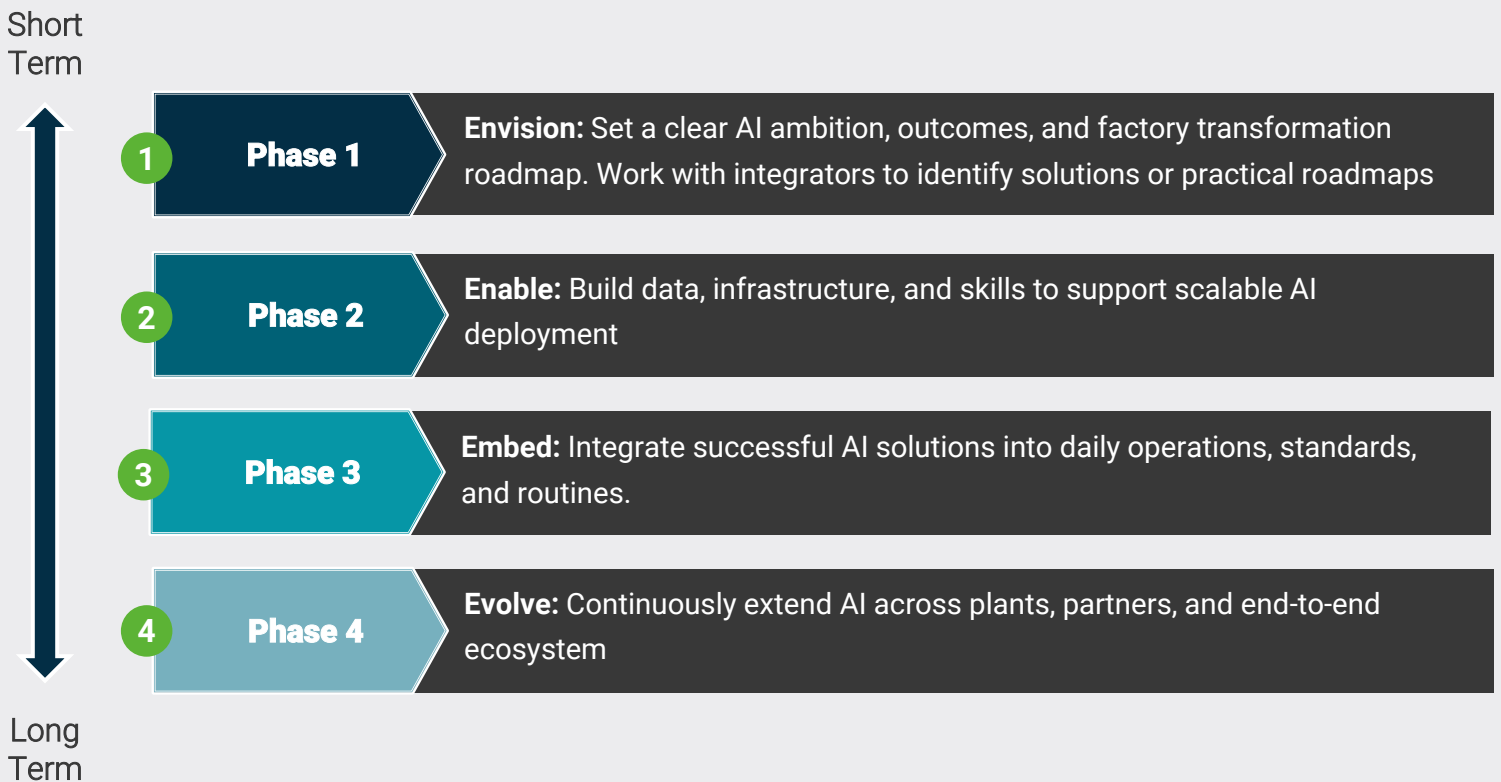 Short
Term
1
Phase 1
Envision: Set a clear AI ambition, outcomes, and factory transformation
roadmap. Work with integrators to identify solutions or practical roadmaps
2
Phase 2
Enable: Build data, infrastructure, and skills to support scalable AI
deployment
3
Phase 3
Embed: Integrate successful AI solutions into daily operations, standards,
and routines.
4
Phase 4
Evolve: Continuously extend AI across plants, partners, and end-to-end
ecosystem
Long
Term